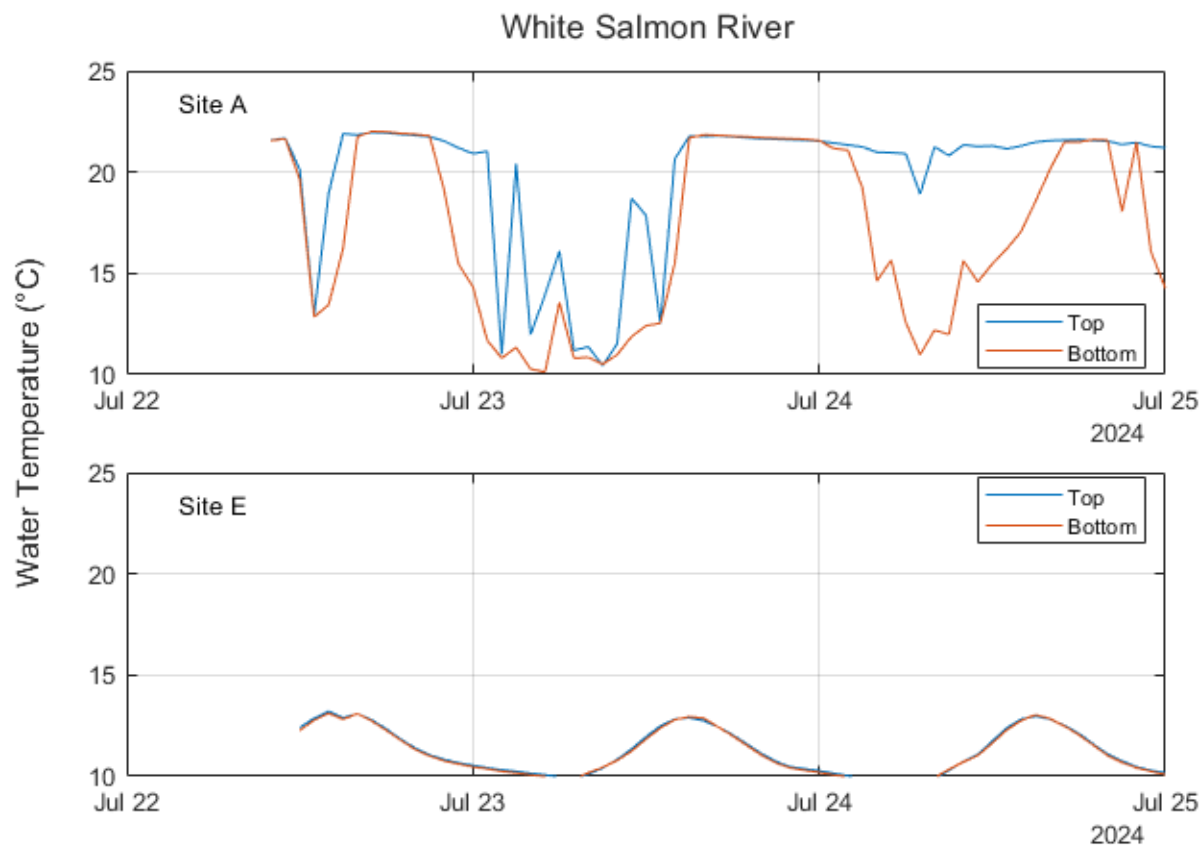 White Salmon River
Water Temperature (°C)
25
20
15
10
Site A
Top
Bottom
Jul 22
Jul 23
Jul 24
Jul 25
2024
25
20
15
10
Site E
Top
Bottom
Jul 22
Jul 23
Jul 24
Jul 25
2024